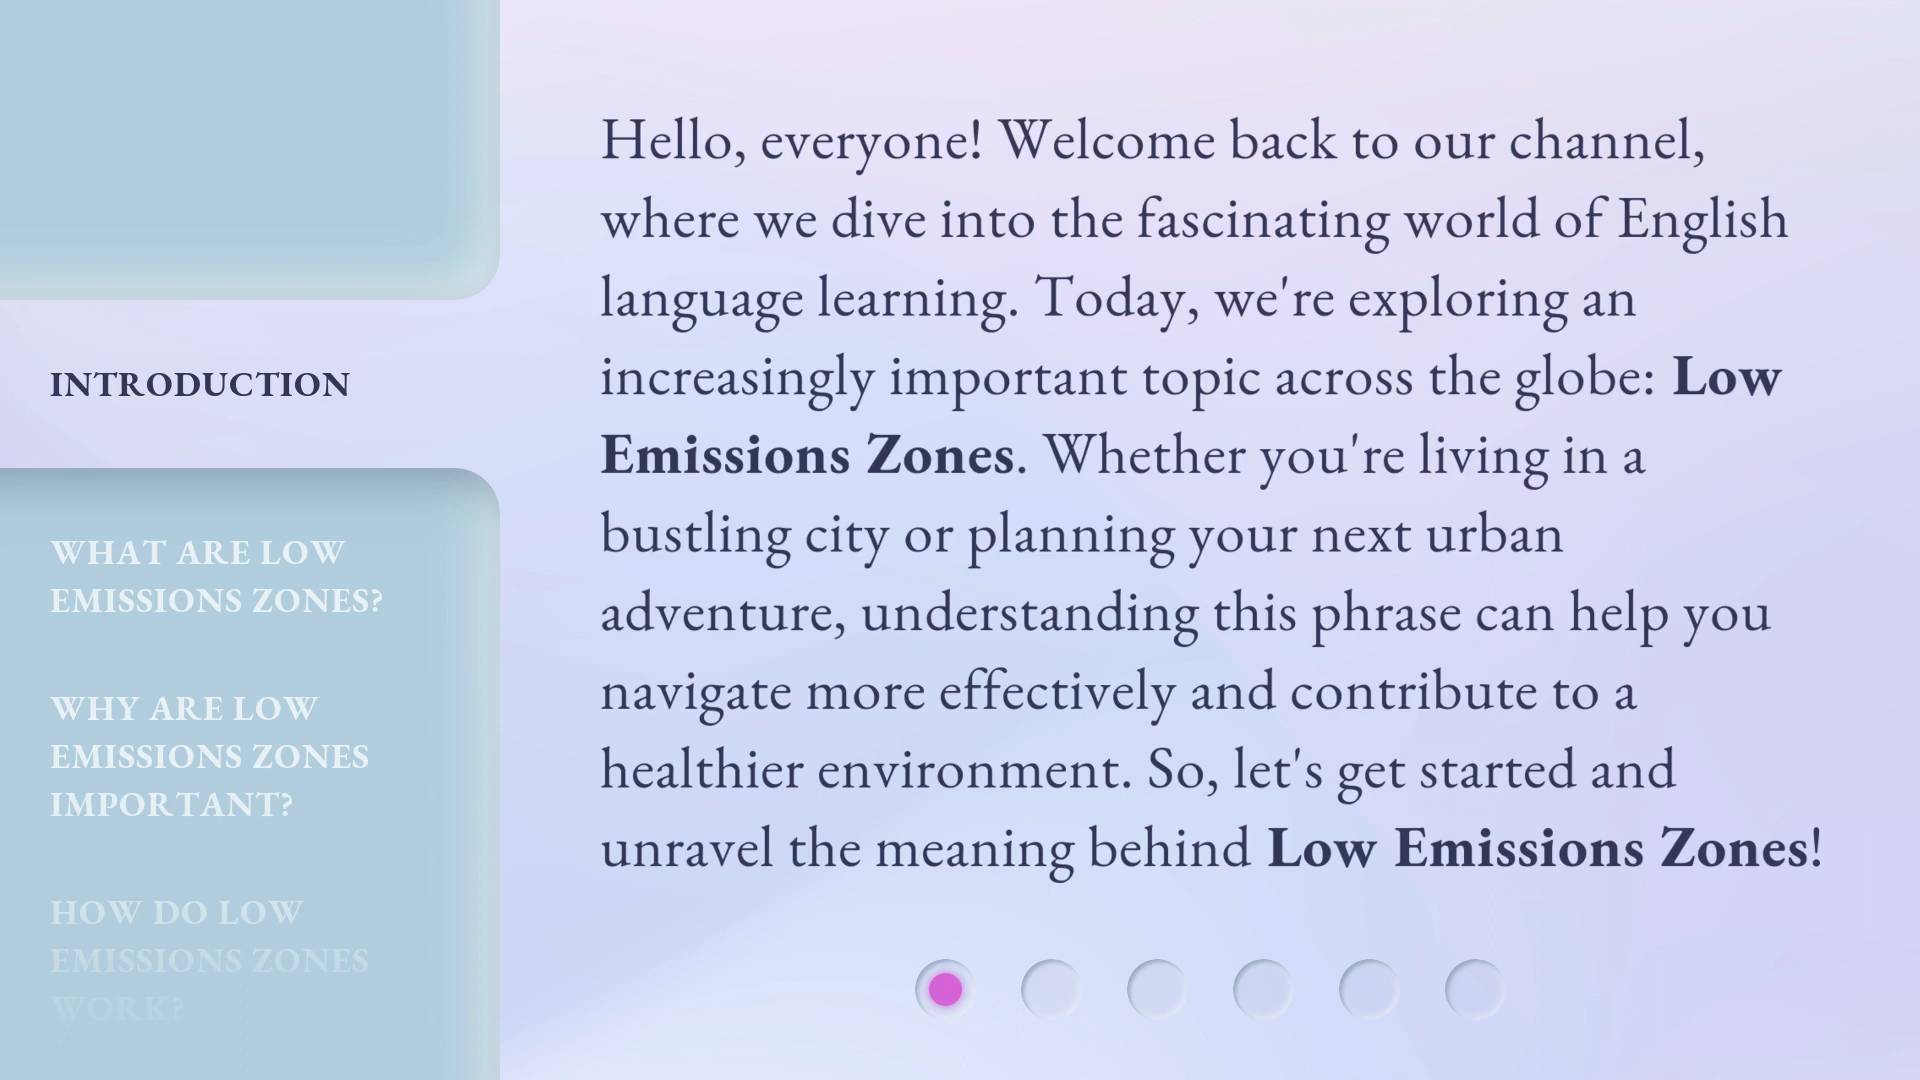 INTRODUCTION
WHAT ARE LOW
EMISSIONS ZONES?
WHY ARE LOW
EMISSIONS ZONES
IMPORTANT?
HOW DO LOW
EMISSIONS ZONES
WORK?
Hello, everyone! Welcome back to our channel,
where we dive into the fascinating world of English
language learning. Today, we're exploring an
increasingly important topic across the globe: Low
Emissions Zones. Whether you're living in a
bustling city or planning your next urban
adventure, understanding this phrase can help you
navigate more effectively and contribute to a
healthier environment. So, let's get started and
unravel the meaning behind Low Emissions Zones!